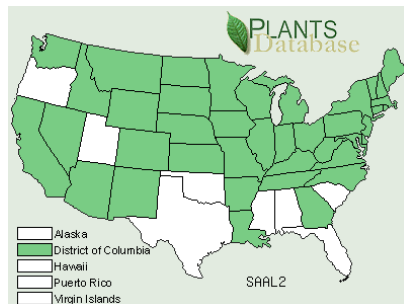 PLANTS
Database
Alaska
District of Columbia
Hawaii
Puerto Rico
Virgin Islands
SAAL2